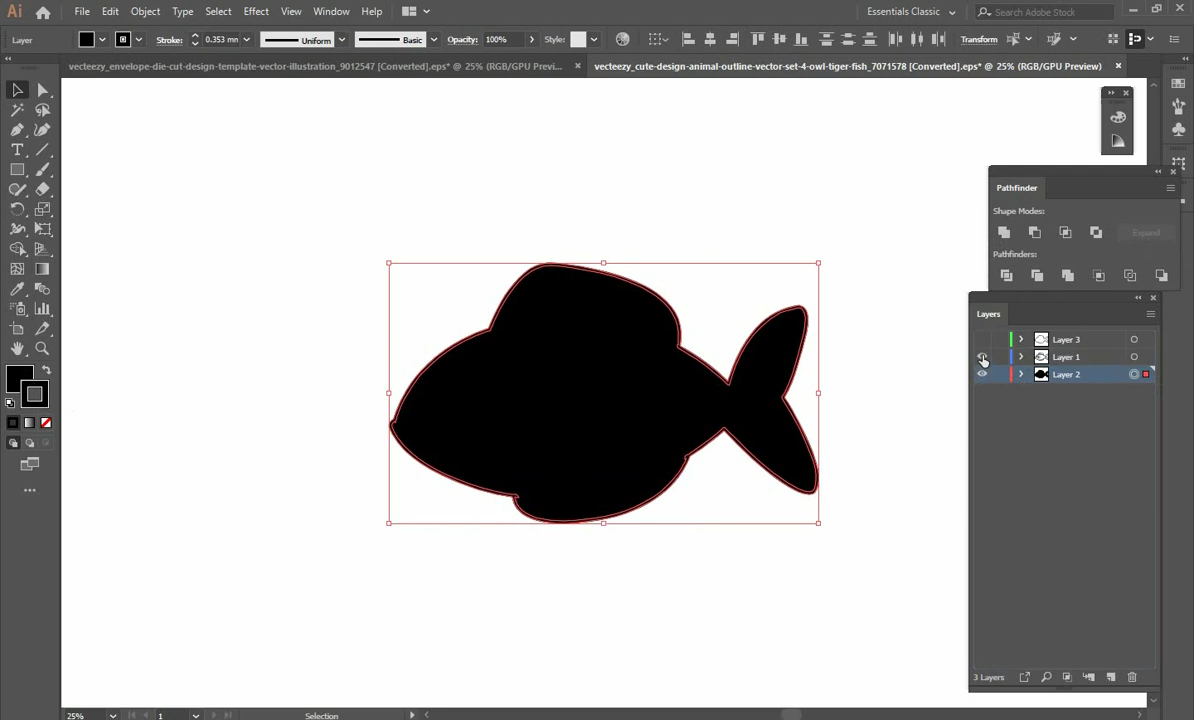 Ai File Edit Object Type Select Effect View Window Help Essentials Classic Search Adobe Stock
Layer Stroke: 0.353 mm Uniform Basic Opacity: 100% Style: Transform
vecteezy_envelope-die-cut-design-template-vector-illustration_9012547 [Converted].eps* @ 25% (RGB/GPU Previ... vecteezy_cute-design-animal-outline-vector-set-4-owl-tiger-fish_7071578 [Converted].eps* @ 25% (RGB/GPU Preview)
Pathfinder
Shape Modes:
Expand
Pathfinders:
Layers
Layer 3
Layer 1
Layer 2
3 Layers
25% 1 Selection